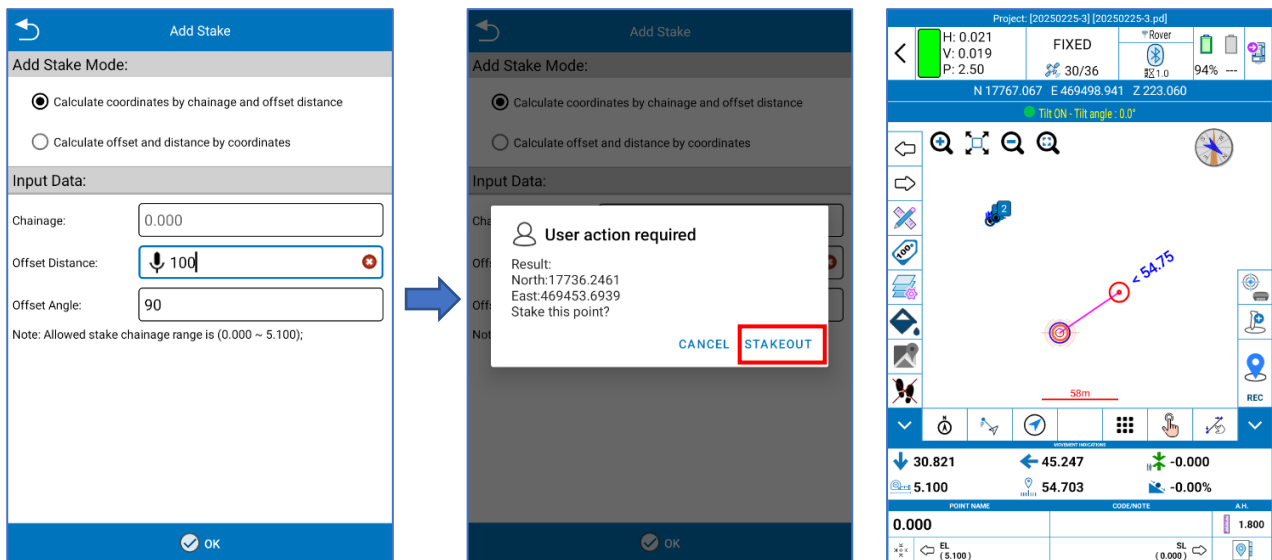 Add Stake
Add Stake Mode:
Calculate coordinates by chainage and offset distance
Calculate offset and distance by coordinates
Input Data:
Chainage: 0.000
Offset Distance: 100
Offset Angle: 90
Note: Allowed stake chainage range is (0.000 ~ 5.100);
OK
Add Stake
Add Stake Mode:
Calculate coordinates by chainage and offset distance
Calculate offset and distance by coordinates
Input Data:
Cha
User action required
Off
Result:
North:17736.2461
East:469453.6939
Off
Stake this point?
Not
CANCEL STAKEOUT
OK
Project: [20250225-3] [20250225-3.pd]
H: 0.021
V: 0.019
P: 2.50
FIXED
30/36
Rover
1.0
94% ---
N 17767.067 E 469498.941 Z 223.060
Tilt ON - Tilt angle : 0.0°
2
100+
< 54.75
58m
REC
MOVEMENT INDICATIONS
30.821 45.247 -0.000
5.100 54.703 -0.00%
POINT NAME CODE/NOTE A.H.
0.000 1.800
EL
(5.100)
SL
(0.000)